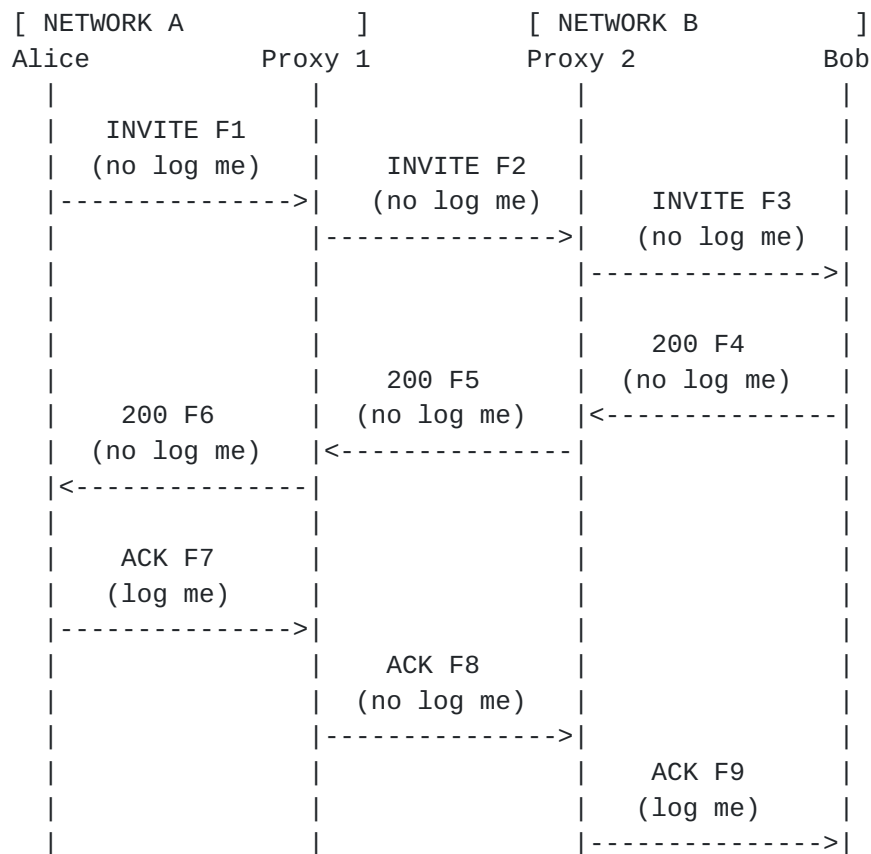 [ NETWORK A           ]          [ NETWORK B          ]
Alice           Proxy 1          Proxy 2            Bob
  |                |                |                |
  |   INVITE F1    |                |                |
  |  (no log me)   |    INVITE F2   |                |
  |--------------->|   (no log me)  |    INVITE F3   |
  |                |--------------->|   (no log me)  |
  |                |                |--------------->|
  |                |                |                |
  |                |                |     200 F4     |
  |                |     200 F5     |  (no log me)   |
  |     200 F6     |  (no log me)   |<---------------|
  |  (no log me)   |<---------------|                |
  |<---------------|                |                |
  |                |                |                |
  |    ACK F7      |                |                |
  |   (log me)     |                |                |
  |--------------->|                |                |
  |                |    ACK F8      |                |
  |                |  (no log me)   |                |
  |                |--------------->|                |
  |                |                |     ACK F9     |
  |                |                |    (log me)    |
  |                |                |--------------->|